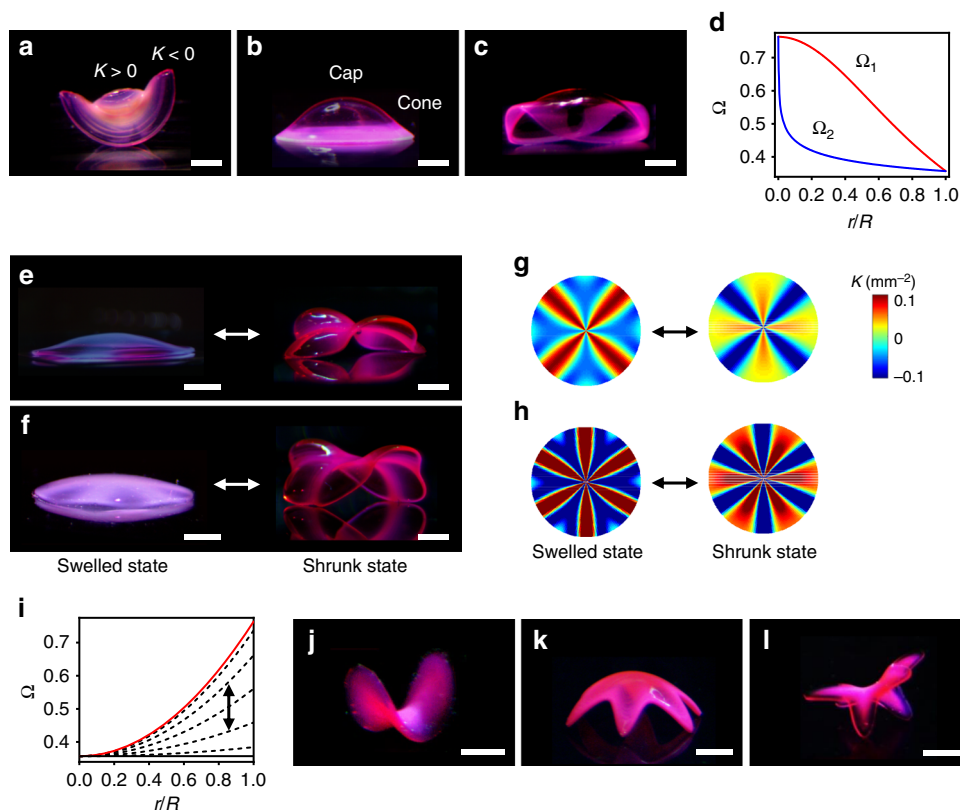 a
K < 0
K > 0
b
Cap
Cone
c
d
Ω
0.7
0.6
0.5
0.4
Ω1
Ω2
0.0 0.2 0.4 0.6 0.8 1.0
r/R
e
f
Swelled state
Shrunk state
g
K (mm−2)
0.1
0
−0.1
h
Swelled state
Shrunk state
i
Ω
0.7
0.6
0.5
0.4
0.0 0.2 0.4 0.6 0.8 1.0
r/R
j
k
l